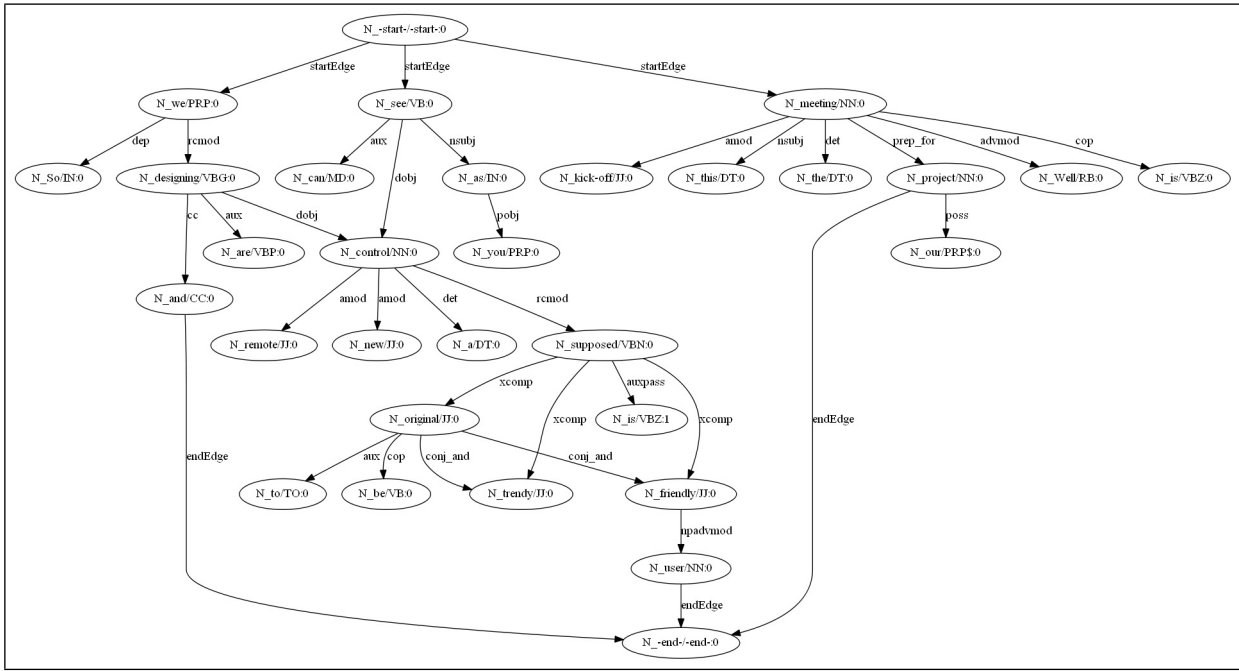 N_-start-/-start-:0
startEdge startEdge startEdge
N_we/PRP:0 N_see/VB:0 N_meeting/NN:0
dep rcmod aux nsubj amod nsubj det prep_for advmod cop
dobj
N_So/IN:0 N_designing/VBG:0 N_can/MD:0 N_as/IN:0 N_kick-off/JJ:0 N_this/DT:0 N_the/DT:0 N_project/NN:0 N_Well/RB:0 N_is/VBZ:0
cc aux dobj pobj poss
N_are/VBP:0 N_control/NN:0 N_you/PRP:0 N_our/PRP$:0
N_and/CC:0 amod amod det rcmod
N_remote/JJ:0 N_new/JJ:0 N_a/DT:0 N_supposed/VBN:0
xcomp auxpass
N_original/JJ:0 xcomp N_is/VBZ:1 xcomp endEdge
endEdge aux cop conj_and conj_and
N_to/TO:0 N_be/VB:0 N_trendy/JJ:0 N_friendly/JJ:0
npadvmod
N_user/NN:0
endEdge
N_-end-/-end-:0